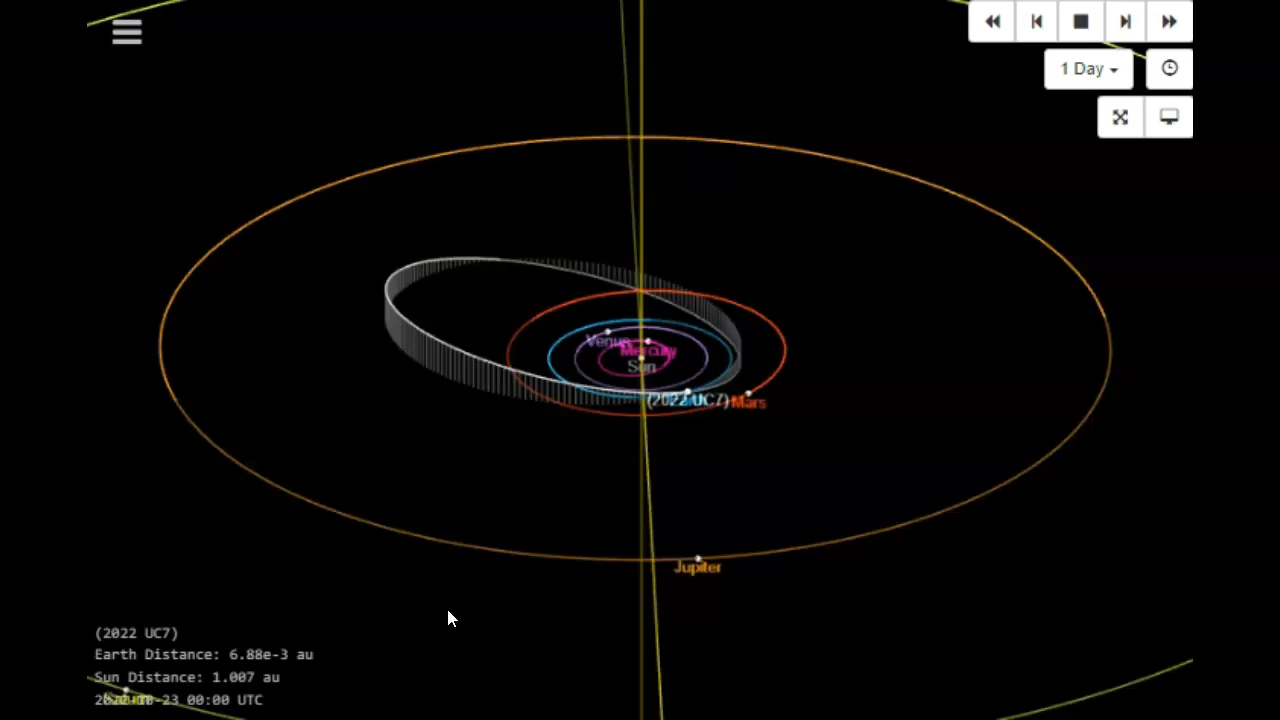 1 Day
Venus
Mercury
Sun
(2022 UC7)
Mars
Jupiter
(2022 UC7)
Earth Distance: 6.88e-3 au
Sun Distance: 1.007 au
00:00 UTC